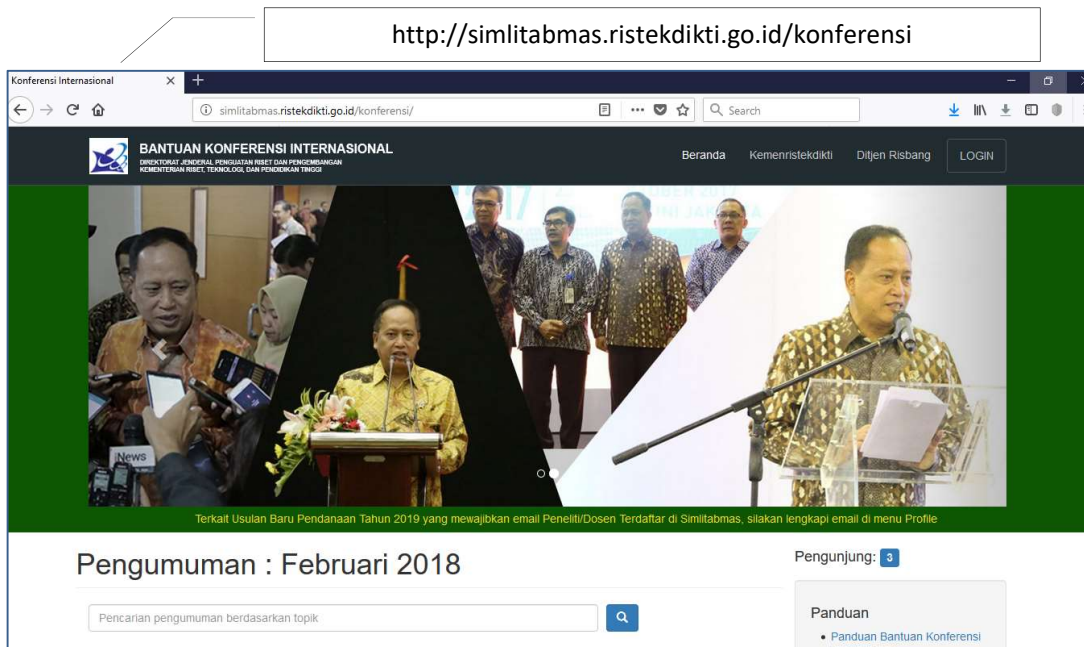 http://simlitabmas.ristekdikti.go.id/konferensi
Konferensi Internasional
simlitabmas.ristekdikti.go.id/konferensi/
Search
BANTUAN KONFERENSI INTERNASIONAL
DIREKTORAT JENDERAL PENGUATAN RISET DAN PENGEMBANGAN
KEMENTERIAN RISET, TEKNOLOGI, DAN PENDIDIKAN TINGGI
Beranda Kemenristekdikti Ditjen Risbang LOGIN
iNews
Terkait Usulan Baru Pendanaan Tahun 2019 yang mewajibkan email Peneliti/Dosen Terdaftar di Simlitabmas, silakan lengkapi email di menu Profile
Pengumuman : Februari 2018
Pengunjung: 3
Pencarian pengumuman berdasarkan topik
Panduan
• Panduan Bantuan Konferensi